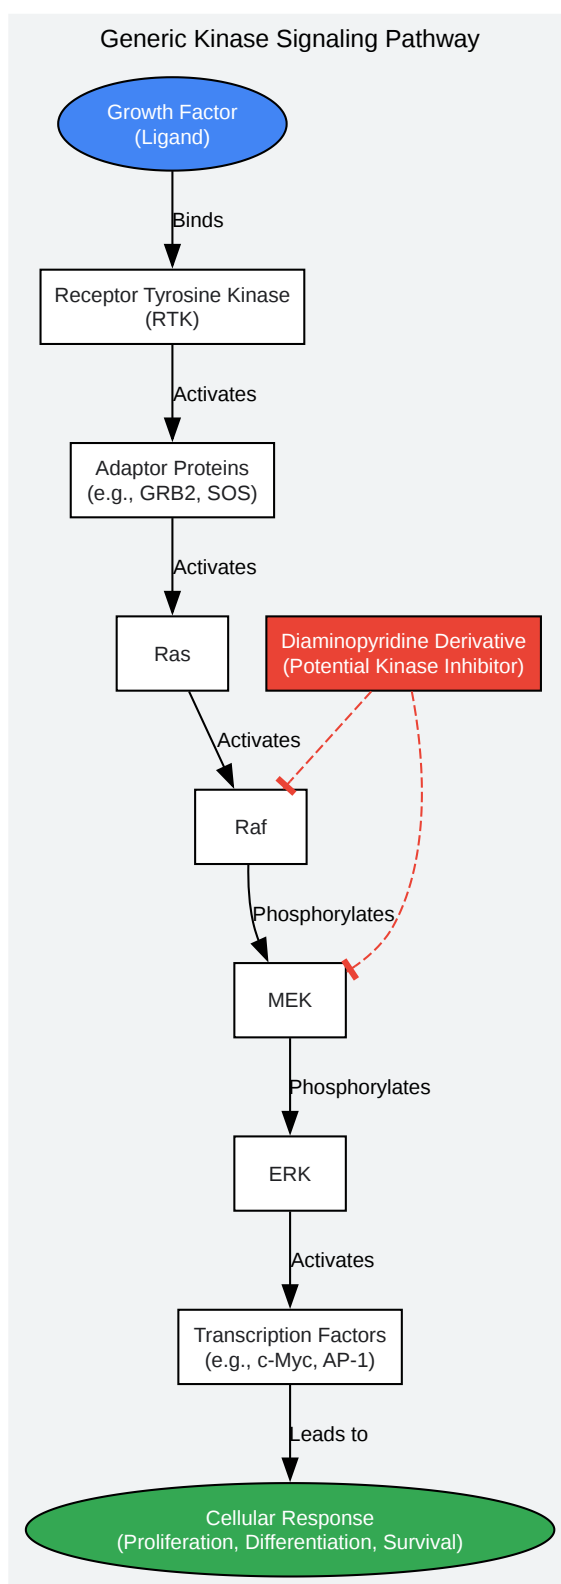 Generic Kinase Signaling Pathway
Growth Factor
(Ligand)
Binds
Receptor Tyrosine Kinase
(RTK)
Activates
Adaptor Proteins
(e.g., GRB2, SOS)
Activates
Ras
Diaminopyridine Derivative
(Potential Kinase Inhibitor)
Activates
Raf
Phosphorylates
MEK
Phosphorylates
ERK
Activates
Transcription Factors
(e.g., c-Myc, AP-1)
Leads to
Cellular Response
(Proliferation, Differentiation, Survival)